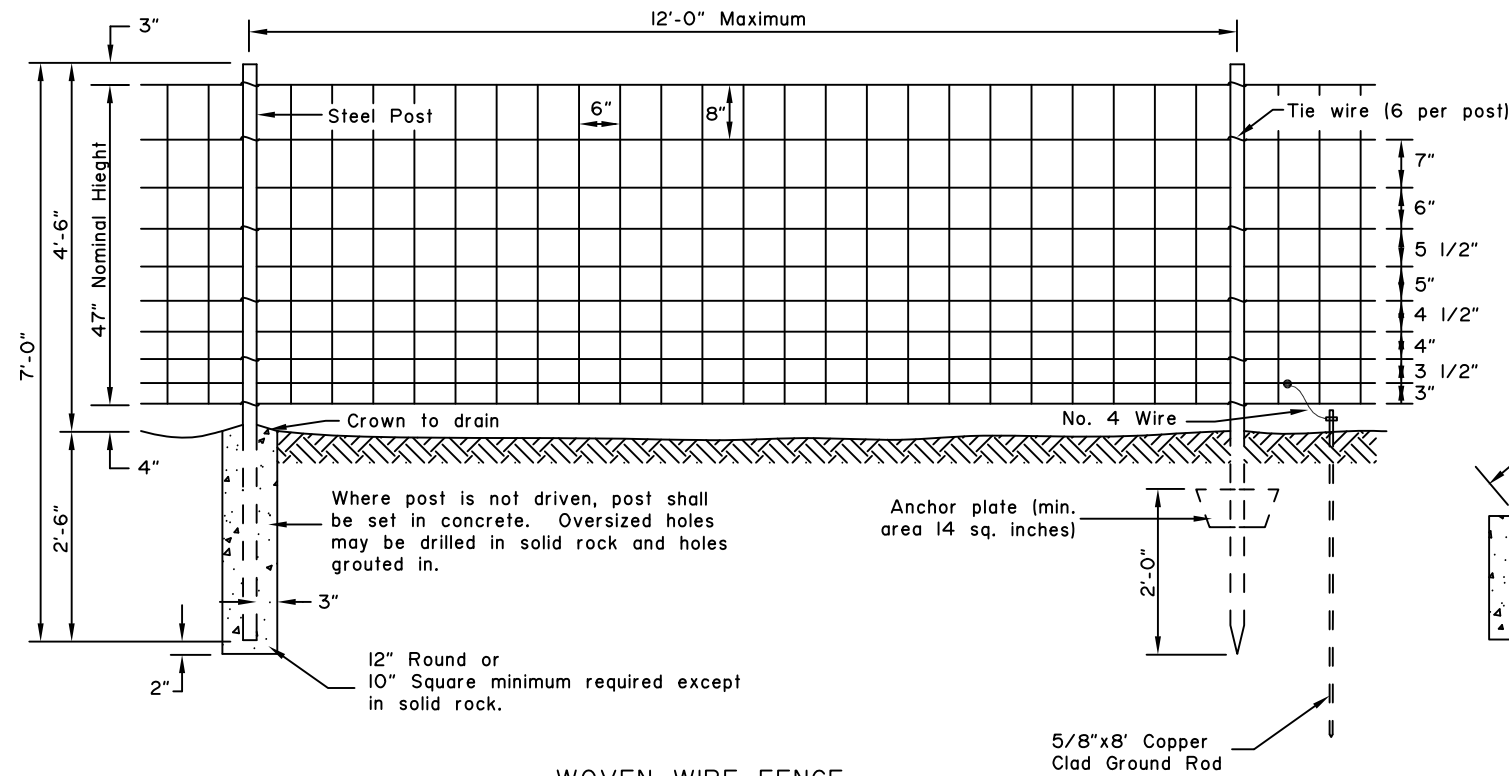 3"
12'-0" Maximum
Steel Post
6"
8"
Tie wire (6 per post)
7"
6"
5 1/2"
5"
4 1/2"
4"
3 1/2"
3"
47" Nominal Hieght
4'-6"
7'-0"
Crown to drain
No. 4 Wire
4"
2'-6"
Where post is not driven, post shall
be set in concrete. Oversized holes
may be drilled in solid rock and holes
grouted in.
Anchor plate (min.
area 14 sq. inches)
2'-0"
3"
2"
12" Round or
10" Square minimum required except
in solid rock.
5/8"x8' Copper
Clad Ground Rod
WOVEN WIRE FENCE